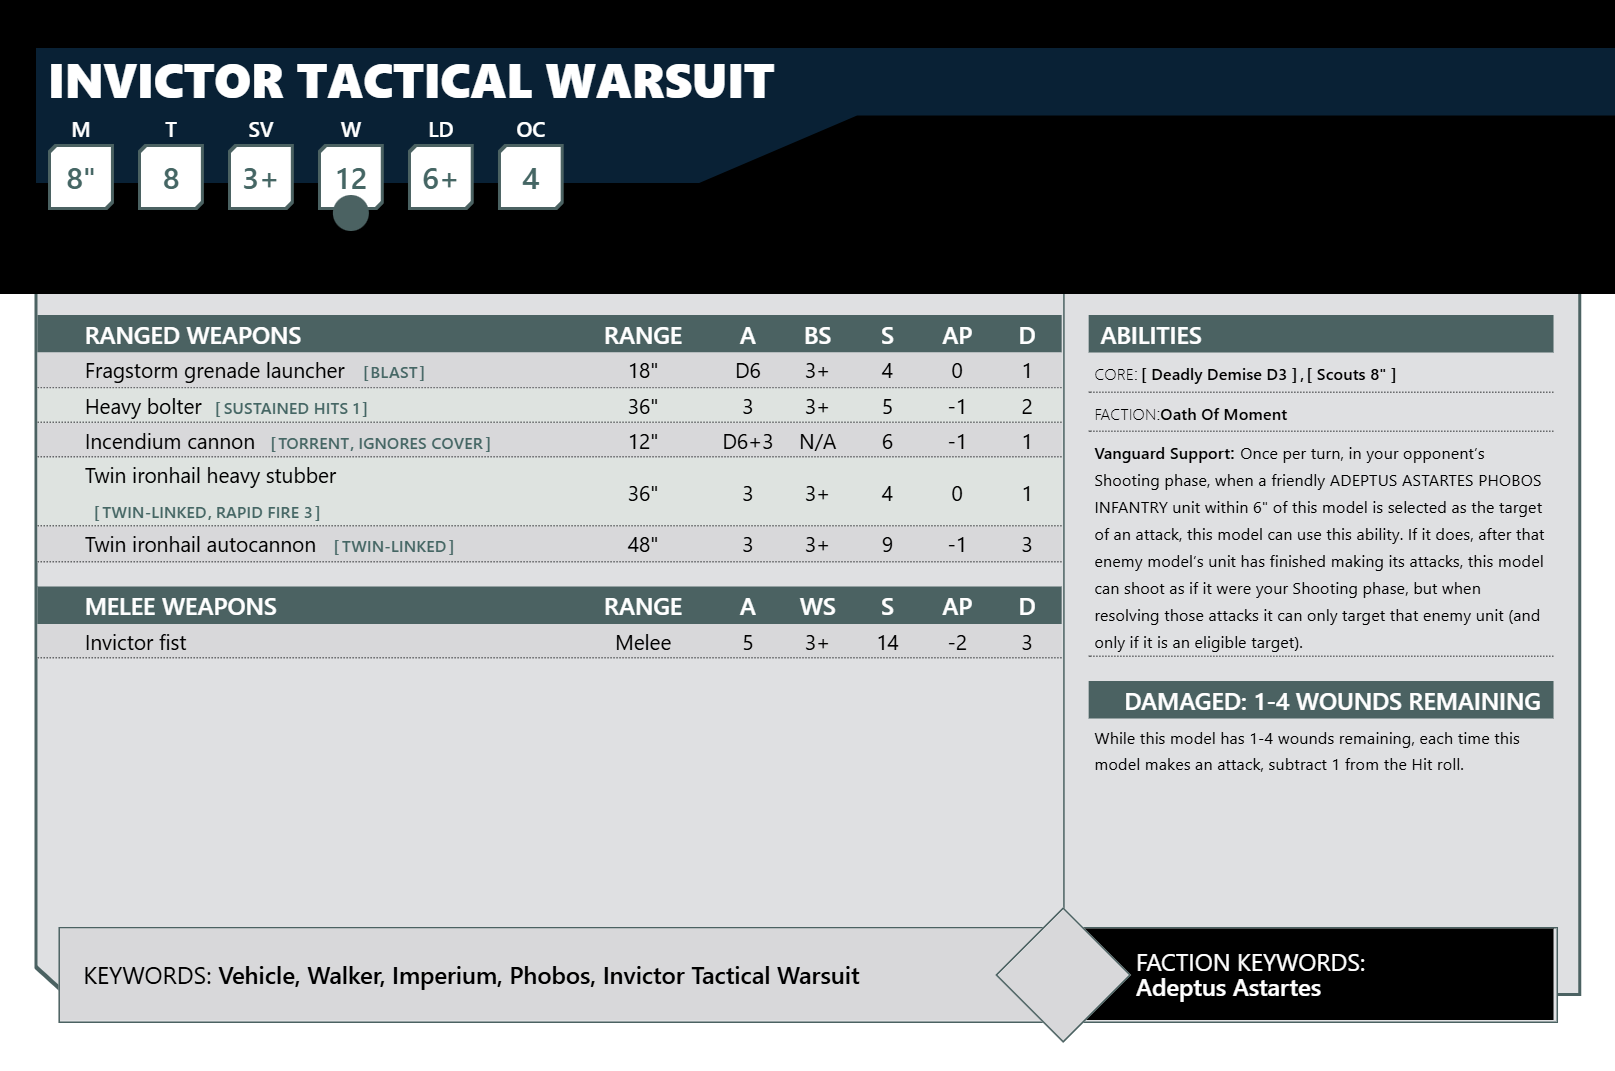 INVICTOR TACTICAL WARSUIT
M T SV W LD OC
8" 8 3+ 12 6+ 4
RANGED WEAPONS RANGE A BS S AP D
Fragstorm grenade launcher [BLAST] 18" D6 3+ 4 0 1
Heavy bolter [SUSTAINED HITS 1] 36" 3 3+ 5 -1 2
Incendium cannon [TORRENT, IGNORES COVER] 12" D6+3 N/A 6 -1 1
Twin ironhail heavy stubber
[TWIN-LINKED, RAPID FIRE 3] 36" 3 3+ 4 0 1
Twin ironhail autocannon [TWIN-LINKED] 48" 3 3+ 9 -1 3
MELEE WEAPONS RANGE A WS S AP D
Invictor fist Melee 5 3+ 14 -2 3
ABILITIES
CORE: [ Deadly Demise D3 ] , [ Scouts 8" ]
FACTION:Oath Of Moment
Vanguard Support: Once per turn, in your opponent’s
Shooting phase, when a friendly ADEPTUS ASTARTES PHOBOS
INFANTRY unit within 6" of this model is selected as the target
of an attack, this model can use this ability. If it does, after that
enemy model’s unit has finished making its attacks, this model
can shoot as if it were your Shooting phase, but when
resolving those attacks it can only target that enemy unit (and
only if it is an eligible target).
DAMAGED: 1-4 WOUNDS REMAINING
While this model has 1-4 wounds remaining, each time this
model makes an attack, subtract 1 from the Hit roll.
KEYWORDS: Vehicle, Walker, Imperium, Phobos, Invictor Tactical Warsuit
FACTION KEYWORDS:
Adeptus Astartes